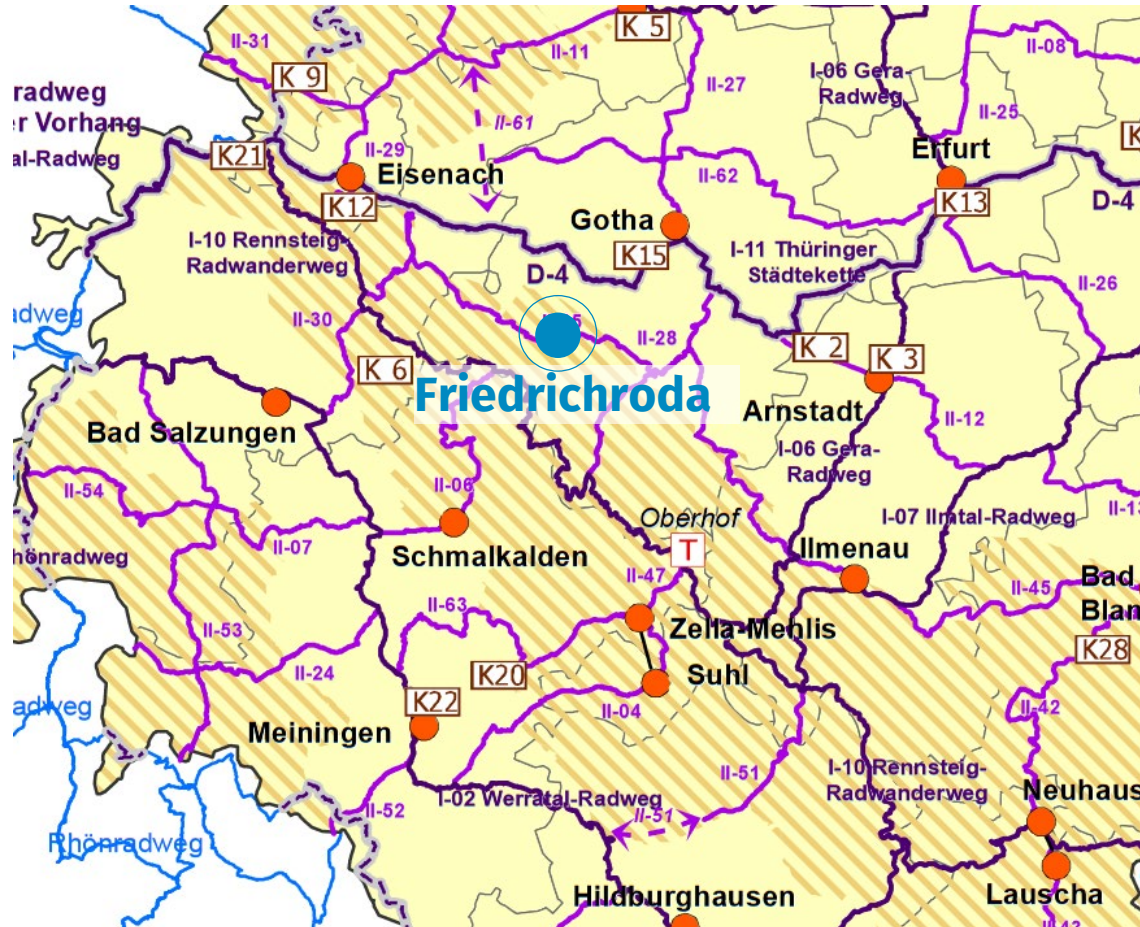 K 5
II-31
II-11
II-08
K 9
I-06 Gera-
Radweg
II-27
radweg
r Vorhang
al-Radweg
II-61
II-25
K21
II-29
Eisenach
K12
II-62
Erfurt
K13
D-4
Gotha
K15
I-10 Rennsteig-
Radwanderweg
D-4
I-11 Thüringer
Städtekette
II-26
adweg
II-30
II-28
K 2
K 3
K 6
Friedrichroda
Arnstadt
II-12
Bad Salzungen
I-06 Gera-
Radweg
II-54
II-06
II-13
Oberhof
I-07 Ilmtal-Radweg
T
II-07
Schmalkalden
Ilmenau
hönradweg
II-47
II-45
Bad
Blan
II-63
II-53
Zella-Mehlis
K28
II-24
K20
Suhl
K22
II-04
II-42
adweg
Meiningen
II-51
I-10 Rennsteig-
Radwanderweg
Neuhaus
II-52
I-02 Werratal-Radweg
II-51
Rhönradweg
Hildburghausen
Lauscha